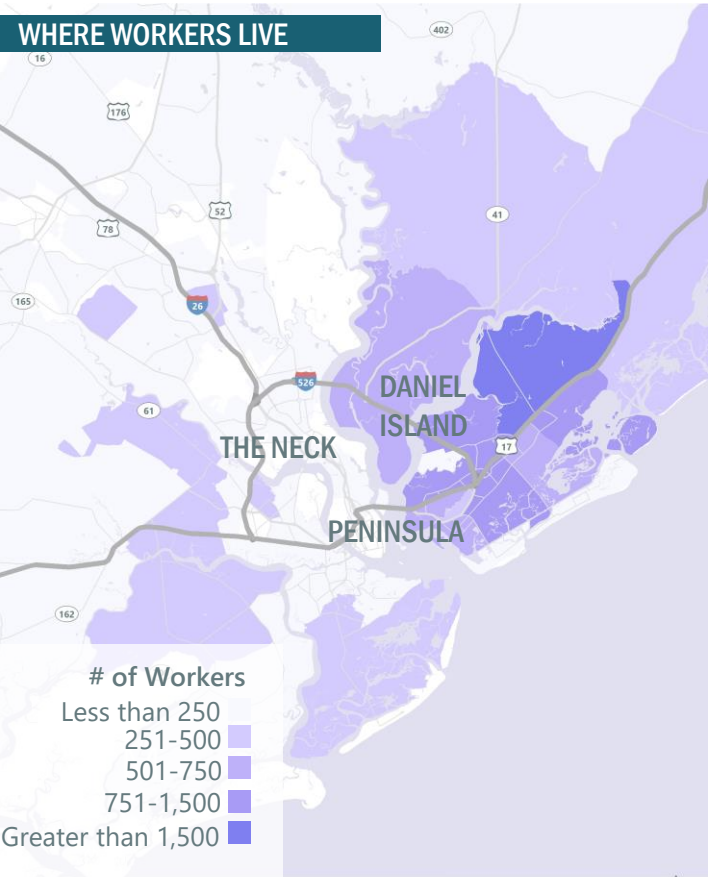 WHERE WORKERS LIVE
402
16
176
52
41
78
165
26
526
DANIEL
ISLAND
61
THE NECK
17
PENINSULA
162
# of Workers
Less than 250
251-500
501-750
751-1,500
Greater than 1,500